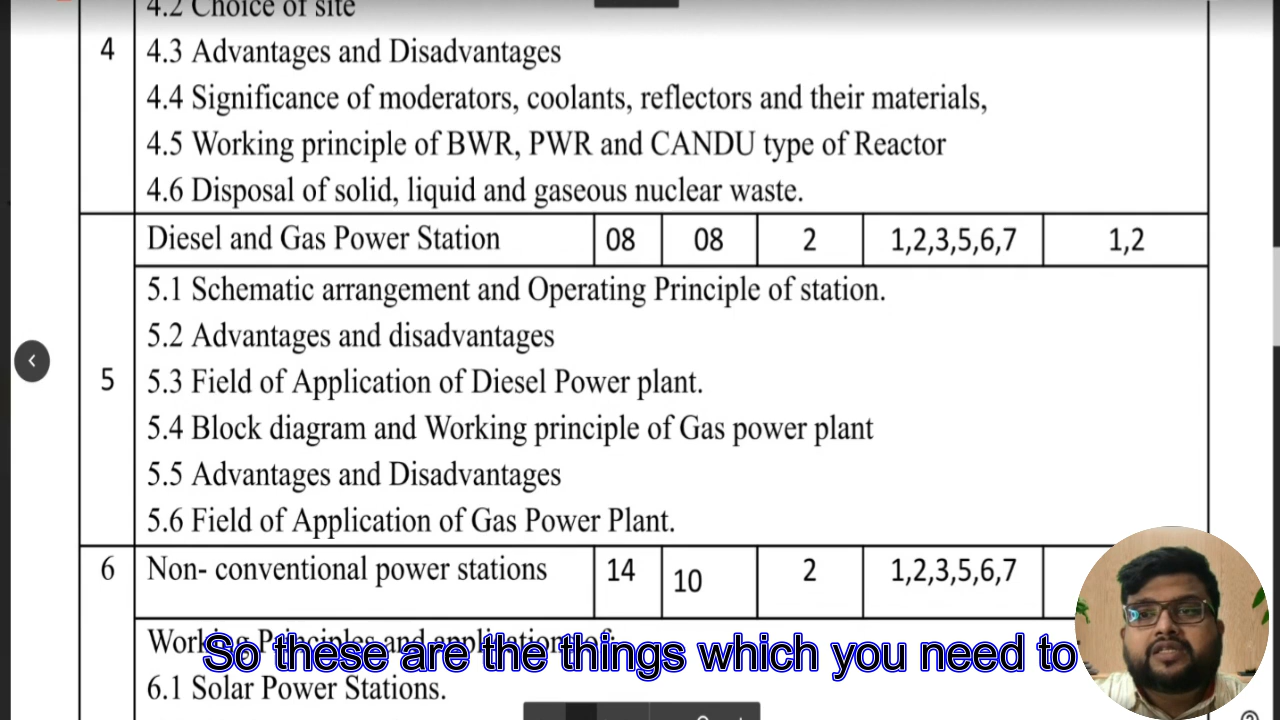 4.2 Choice of site
4 4.3 Advantages and Disadvantages
4.4 Significance of moderators, coolants, reflectors and their materials,
4.5 Working principle of BWR, PWR and CANDU type of Reactor
4.6 Disposal of solid, liquid and gaseous nuclear waste.
Diesel and Gas Power Station 08 08 2 1,2,3,5,6,7 1,2
5.1 Schematic arrangement and Operating Principle of station.
5.2 Advantages and disadvantages
5 5.3 Field of Application of Diesel Power plant.
5.4 Block diagram and Working principle of Gas power plant
5.5 Advantages and Disadvantages
5.6 Field of Application of Gas Power Plant.
6 Non- conventional power stations 14 10 2 1,2,3,5,6,7
Working Principles and application of:
So these are the things which you need to
6.1 Solar Power Stations.